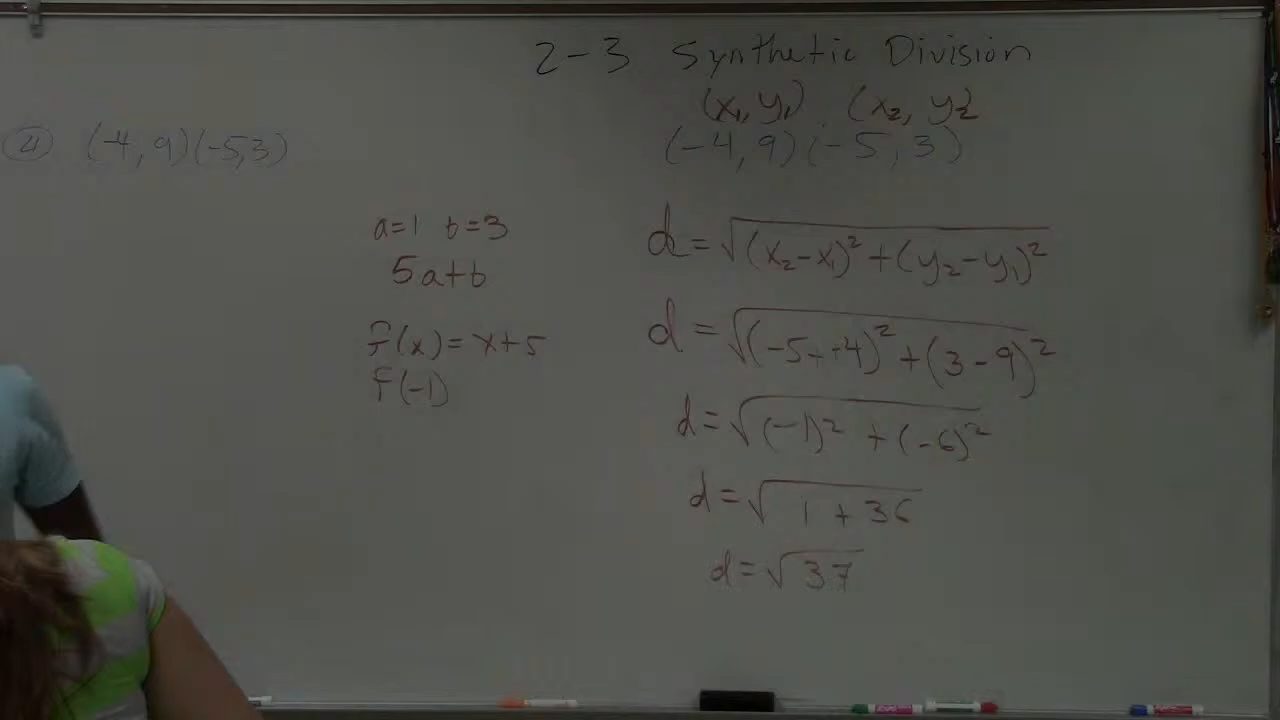 2-3 Synthetic Division
(x₁, y₁) (x₂, y₂
④ (-4, 9)(-5,3)
(-4, 9)(-5, 3)
a=1 b=3
5a+b
f(x)=x+5
f(-1)
d=√(x₂-x₁)²+(y₂-y₁)²
d=√(-5-+4)²+(3-9)²
d=√(-1)²+(-6)²
d=√1+36
d=√37